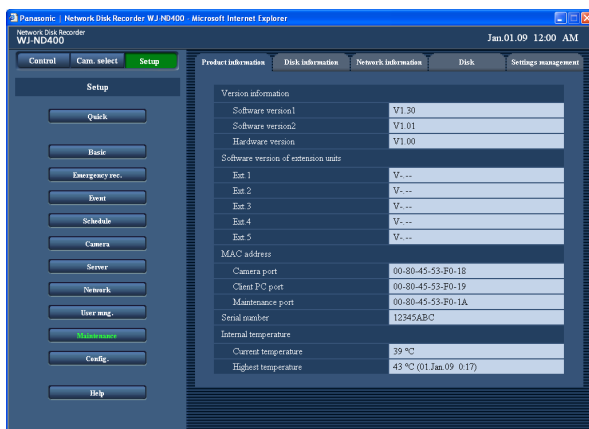 Panasonic | Network Disk Recorder WJ-ND400 - Microsoft Internet Explorer
Network Disk Recorder
WJ-ND400
Jan.01.09 12:00 AM
Control Cam. select Setup
Product information Disk information Network information Disk Settings management
Setup
Quick
Basic
Emergency rec.
Event
Schedule
Camera
Server
Network
User mng.
Maintenance
Config.
Help
Version information
Software version1 V1.30
Software version2 V1.01
Hardware version V1.00
Software version of extension units
Ext.1 V-.--
Ext.2 V-.--
Ext.3 V-.--
Ext.4 V-.--
Ext.5 V-.--
MAC address
Camera port 00-80-45-53-F0-18
Client PC port 00-80-45-53-F0-19
Maintenance port 00-80-45-53-F0-1A
Serial number 12345ABC
Internal temperature
Current temperature 39 °C
Highest temperature 43 °C (01.Jan.09 0:17)